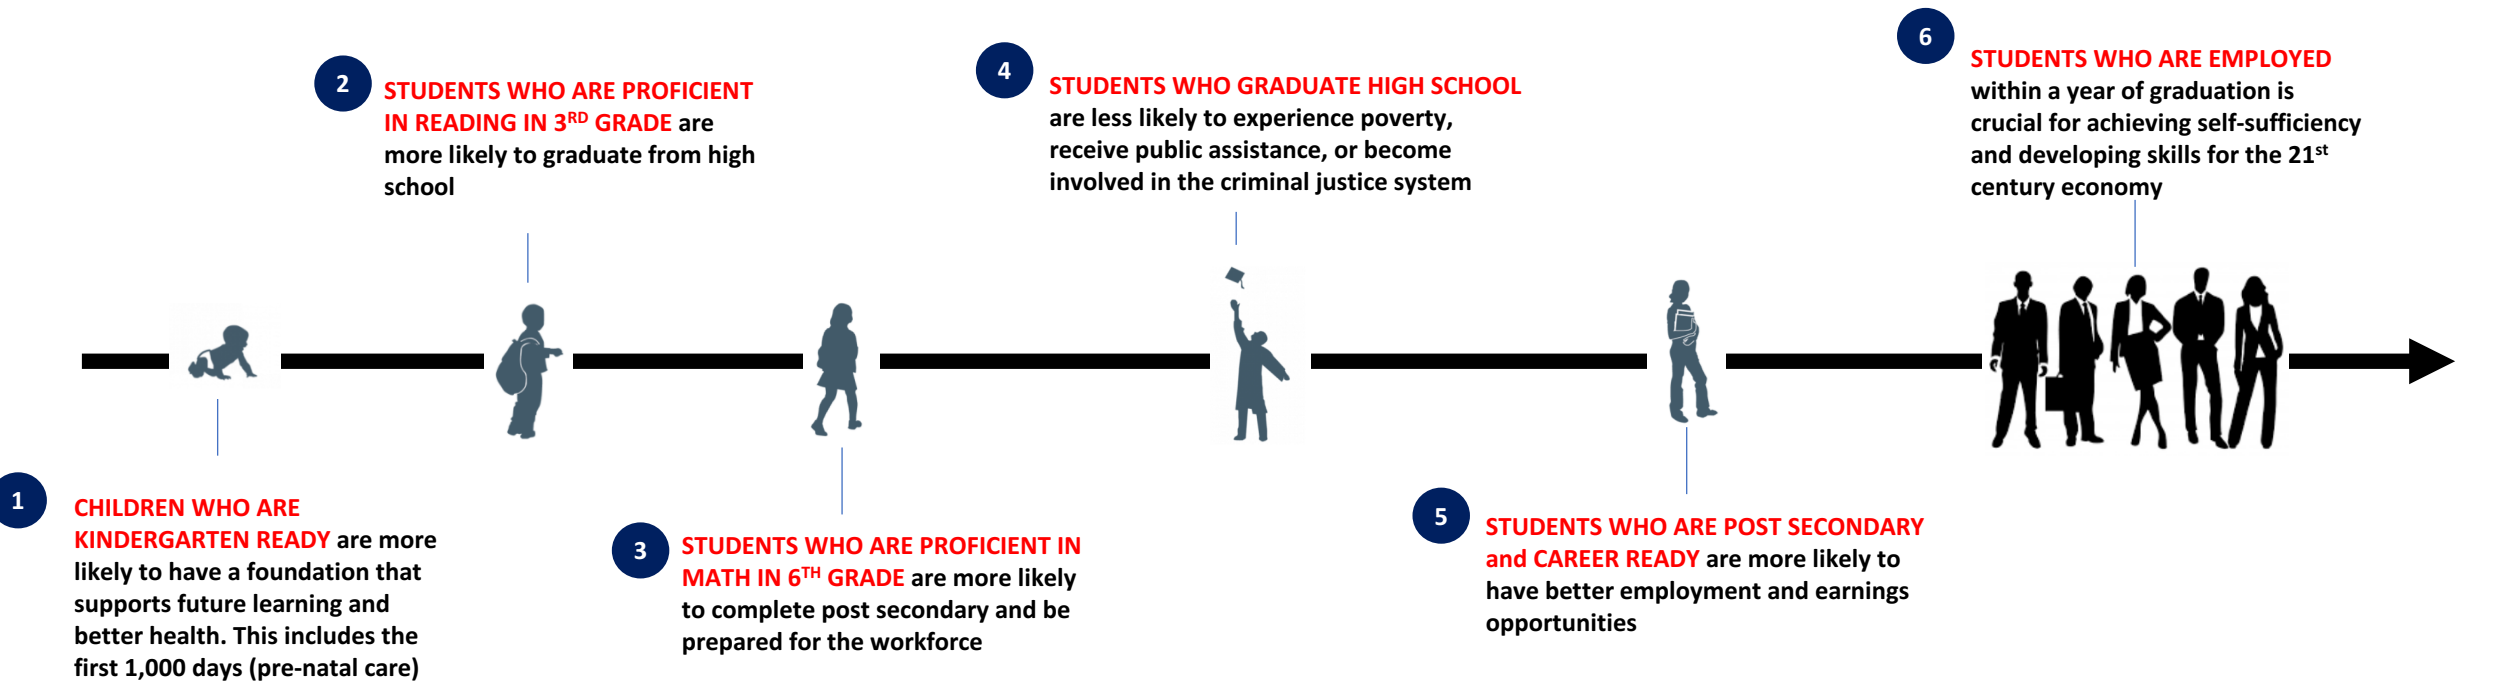 1
CHILDREN WHO ARE
KINDERGARTEN READY are more
likely to have a foundation that
supports future learning and
better health. This includes the
first 1,000 days (pre-natal care)
2
STUDENTS WHO ARE PROFICIENT
IN READING IN 3RD GRADE are
more likely to graduate from high
school
3
STUDENTS WHO ARE PROFICIENT IN
MATH IN 6TH GRADE are more likely
to complete post secondary and be
prepared for the workforce
4
STUDENTS WHO GRADUATE HIGH SCHOOL
are less likely to experience poverty,
receive public assistance, or become
involved in the criminal justice system
5
STUDENTS WHO ARE POST SECONDARY
and CAREER READY are more likely to
have better employment and earnings
opportunities
6
STUDENTS WHO ARE EMPLOYED
within a year of graduation is
crucial for achieving self-sufficiency
and developing skills for the 21st
century economy